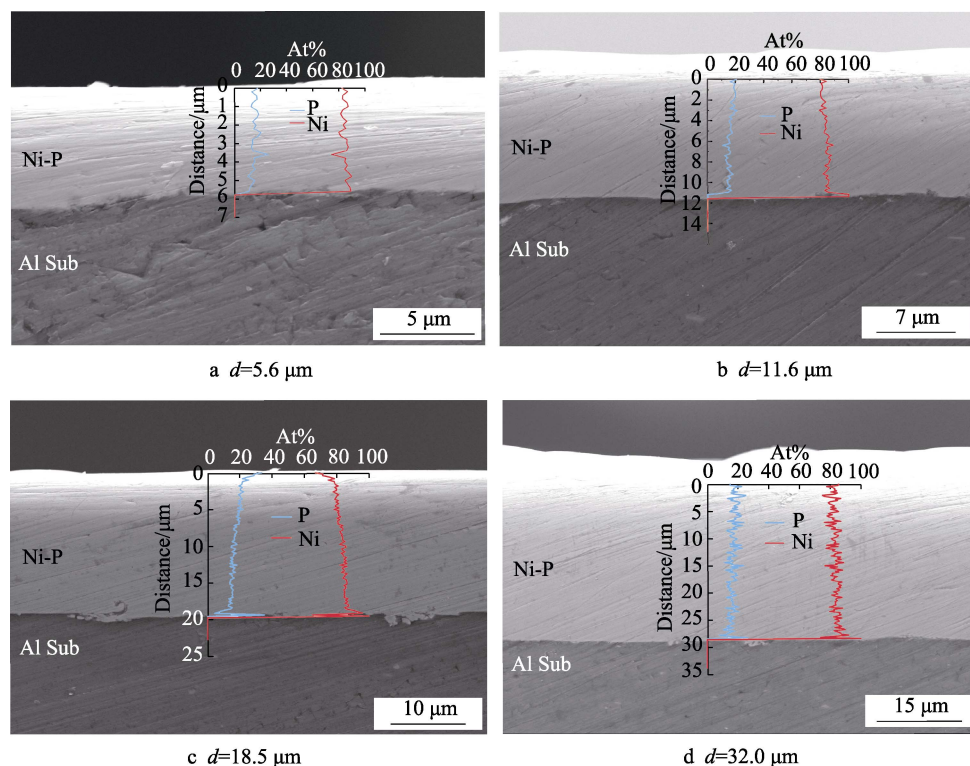 At%
0 20 40 60 80 100
0
1
2
3
4
5
6
7
Distance/μm
P
Ni
Ni-P
Al Sub
5 μm
a d=5.6 μm
At%
0 20 40 60 80 100
0
2
4
6
8
10
12
14
Distance/μm
P
Ni
Ni-P
Al Sub
7 μm
b d=11.6 μm
At%
0 20 40 60 80 100
0
5
10
15
20
25
Distance/μm
P
Ni
Ni-P
Al Sub
10 μm
c d=18.5 μm
At%
0 20 40 60 80 100
0
5
10
15
20
25
30
35
Distance/μm
P
Ni
Ni-P
Al Sub
15 μm
d d=32.0 μm